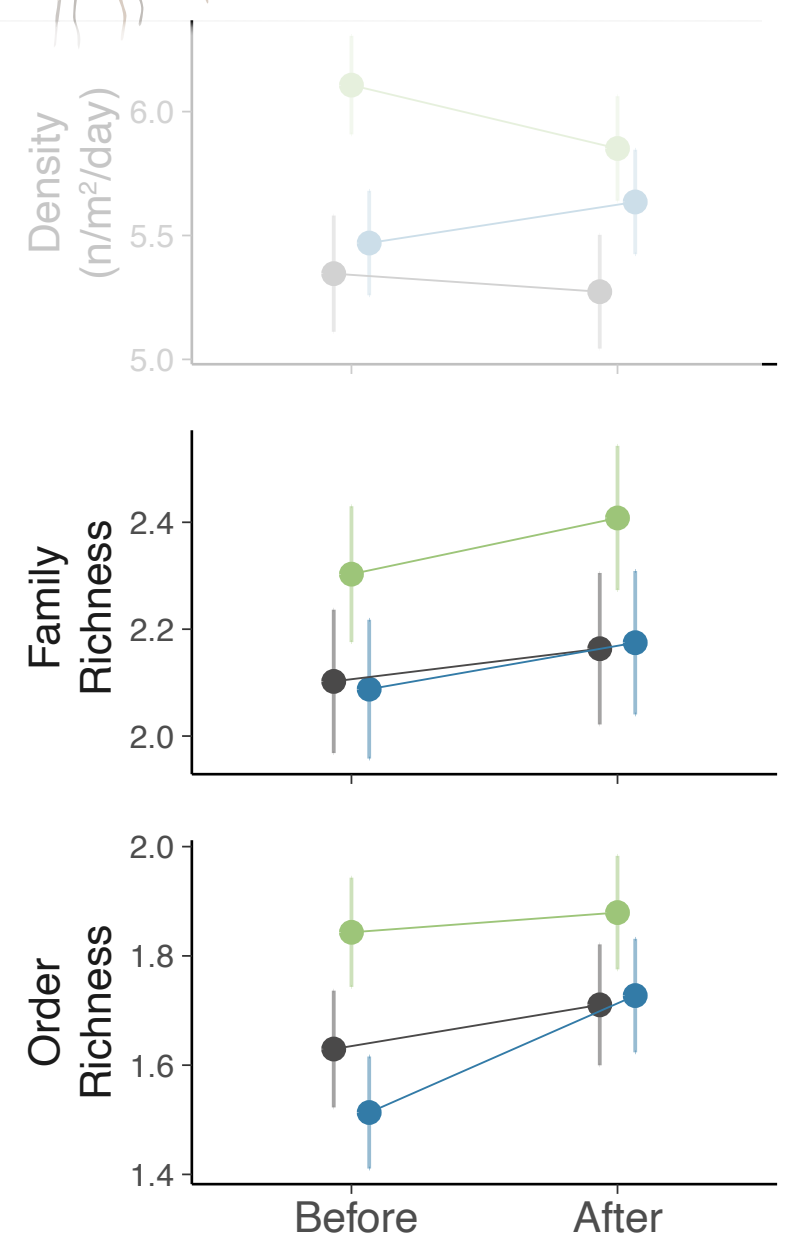 Density
(n/m²/day)
6.0
5.5
5.0
Family
Richness
2.4
2.2
2.0
Order
Richness
2.0
1.8
1.6
1.4
Before After